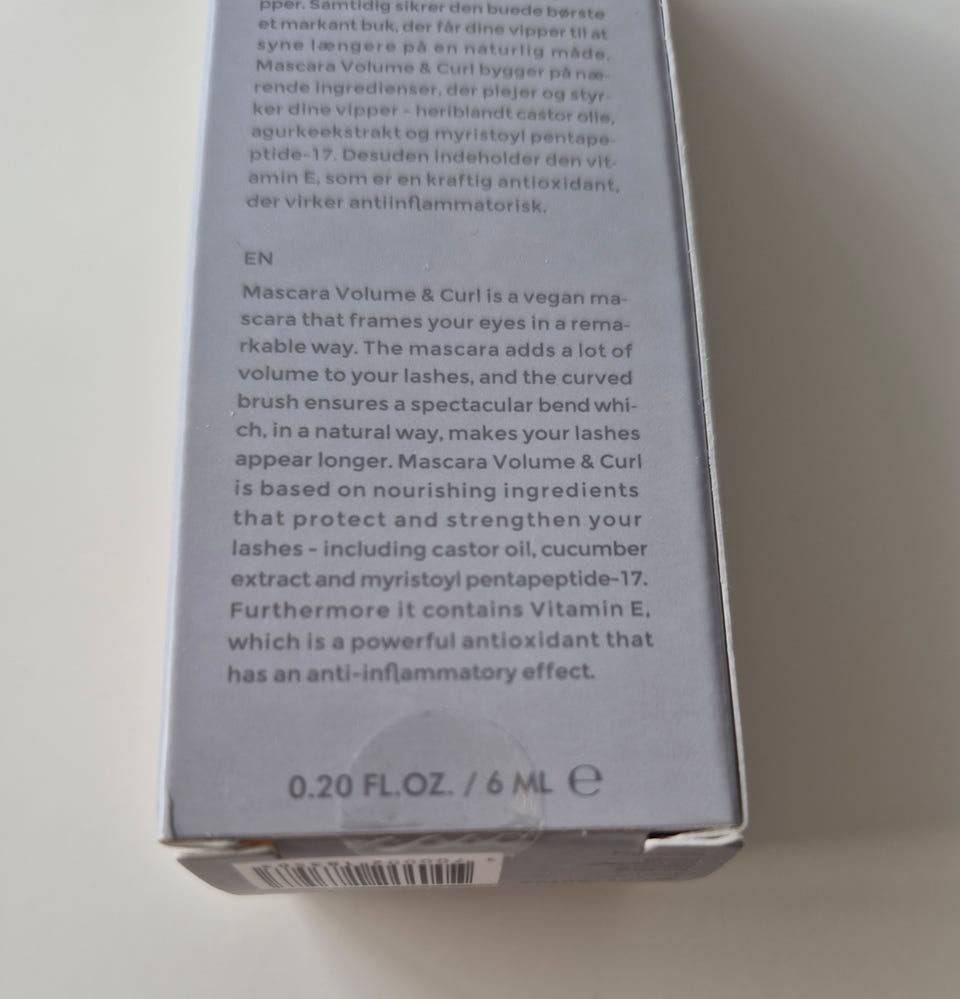 pper. Samtidig sikrer den buede børste
et markant buk, der får dine vipper til at
syne længere på en naturlig måde.
Mascara Volume & Curl bygger på næ-
rende ingredienser, der plejer og styr-
ker dine vipper - heriblandt castor olie,
agurkeekstrakt og myristoyl pentape-
ptide-17. Desuden indeholder den vit-
amin E, som er en kraftig antioxidant,
der virker antiinflammatorisk.
EN
Mascara Volume & Curl is a vegan ma-
scara that frames your eyes in a rema-
rkable way. The mascara adds a lot of
volume to your lashes, and the curved
brush ensures a spectacular bend whi-
ch, in a natural way, makes your lashes
appear longer. Mascara Volume & Curl
is based on nourishing ingredients
that protect and strengthen your
lashes - including castor oil, cucumber
extract and myristoyl pentapeptide-17.
Furthermore it contains Vitamin E,
which is a powerful antioxidant that
has an anti-inflammatory effect.
0.20 FL.OZ. / 6 ML ℮